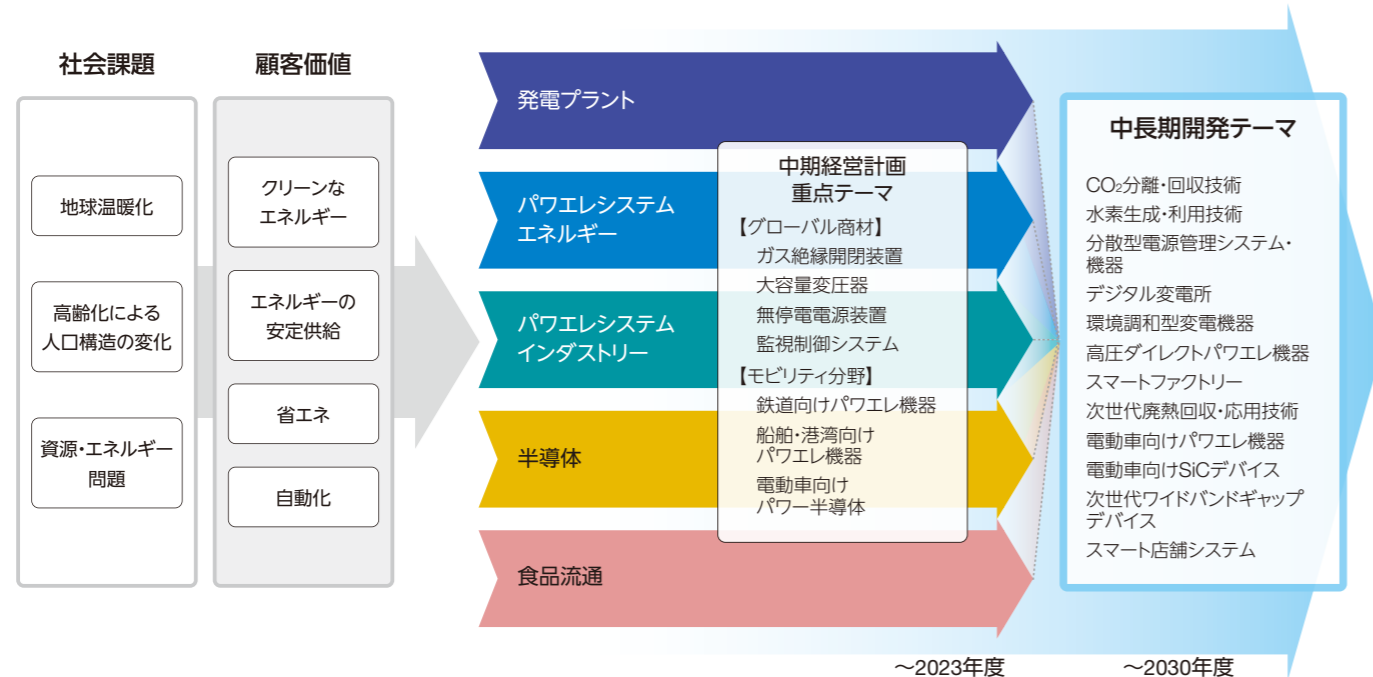 社会課題
地球温暖化
高齢化による
人口構造の変化
資源・エネルギー
問題
顧客価値
クリーンな
エネルギー
エネルギーの
安定供給
省エネ
自動化
発電プラント
パワエレシステム
エネルギー
パワエレシステム
インダストリー
半導体
食品流通
中期経営計画
重点テーマ
【グローバル商材】
ガス絶縁開閉装置
大容量変圧器
無停電電源装置
監視制御システム
【モビリティ分野】
鉄道向けパワエレ機器
船舶・港湾向け
パワエレ機器
電動車向け
パワー半導体
中長期開発テーマ
CO₂分離・回収技術
水素生成・利用技術
分散型電源管理システム・
機器
デジタル変電所
環境調和型変電機器
高圧ダイレクトパワエレ機器
スマートファクトリー
次世代廃熱回収・応用技術
電動車向けパワエレ機器
電動車向けSiCデバイス
次世代ワイドバンドギャップ
デバイス
スマート店舗システム
～2023年度
～2030年度